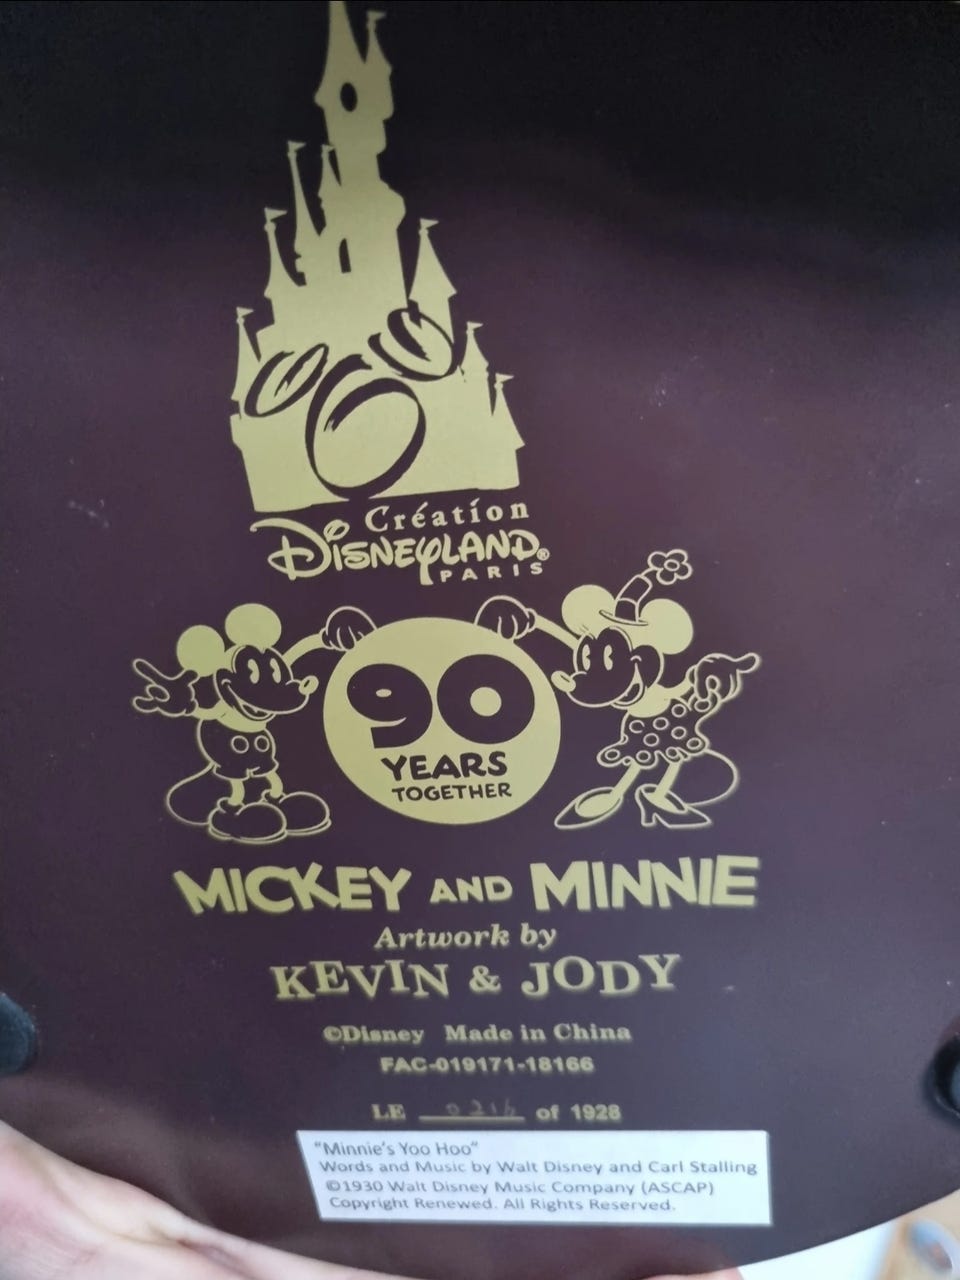 Création
DISNEYLAND®
PARIS
90
YEARS
TOGETHER
MICKEY AND MINNIE
Artwork by
KEVIN & JODY
©Disney Made in China
FAC-019171-18166
LE of 1928
"Minnie's Yoo Hoo"
Words and Music by Walt Disney and Carl Stalling
©1930 Walt Disney Music Company (ASCAP)
Copyright Renewed. All Rights Reserved.